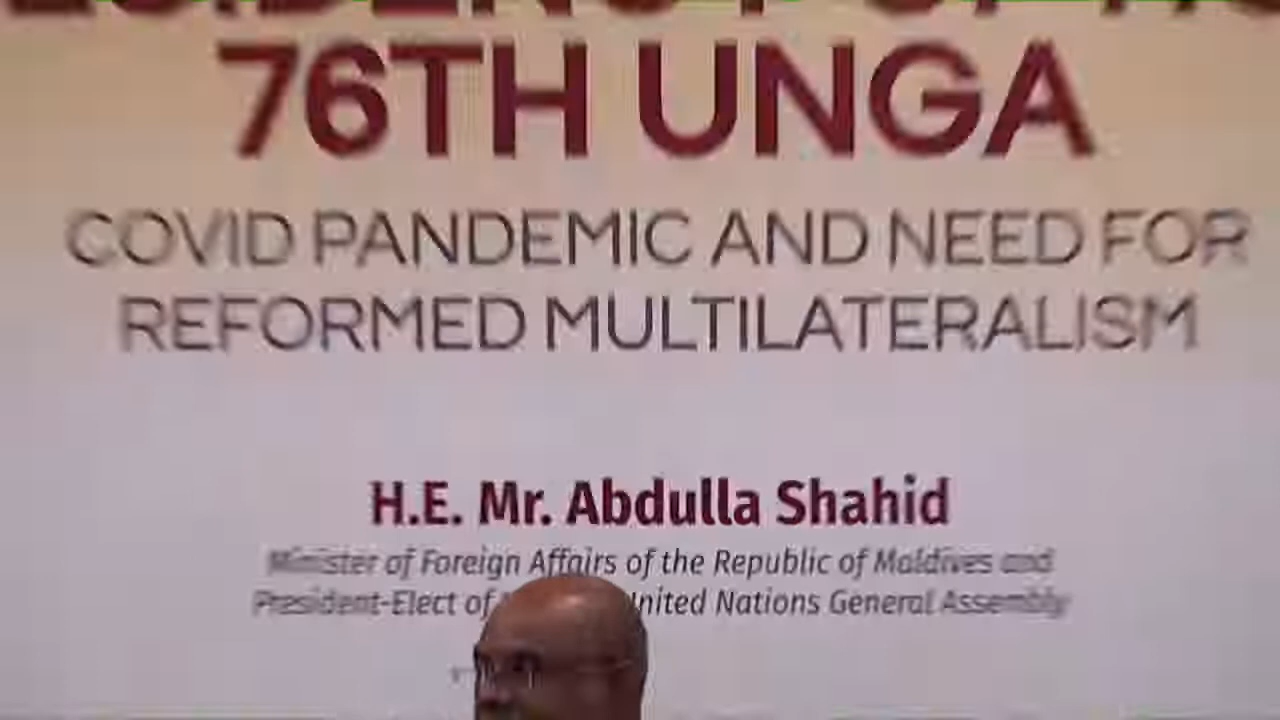 76TH UNGA
COVID PANDEMIC AND NEED FOR
REFORMED MULTILATERALISM
H.E. Mr. Abdulla Shahid
Minister of Foreign Affairs of the Republic of Maldives and
President-Elect of United Nations General Assembly